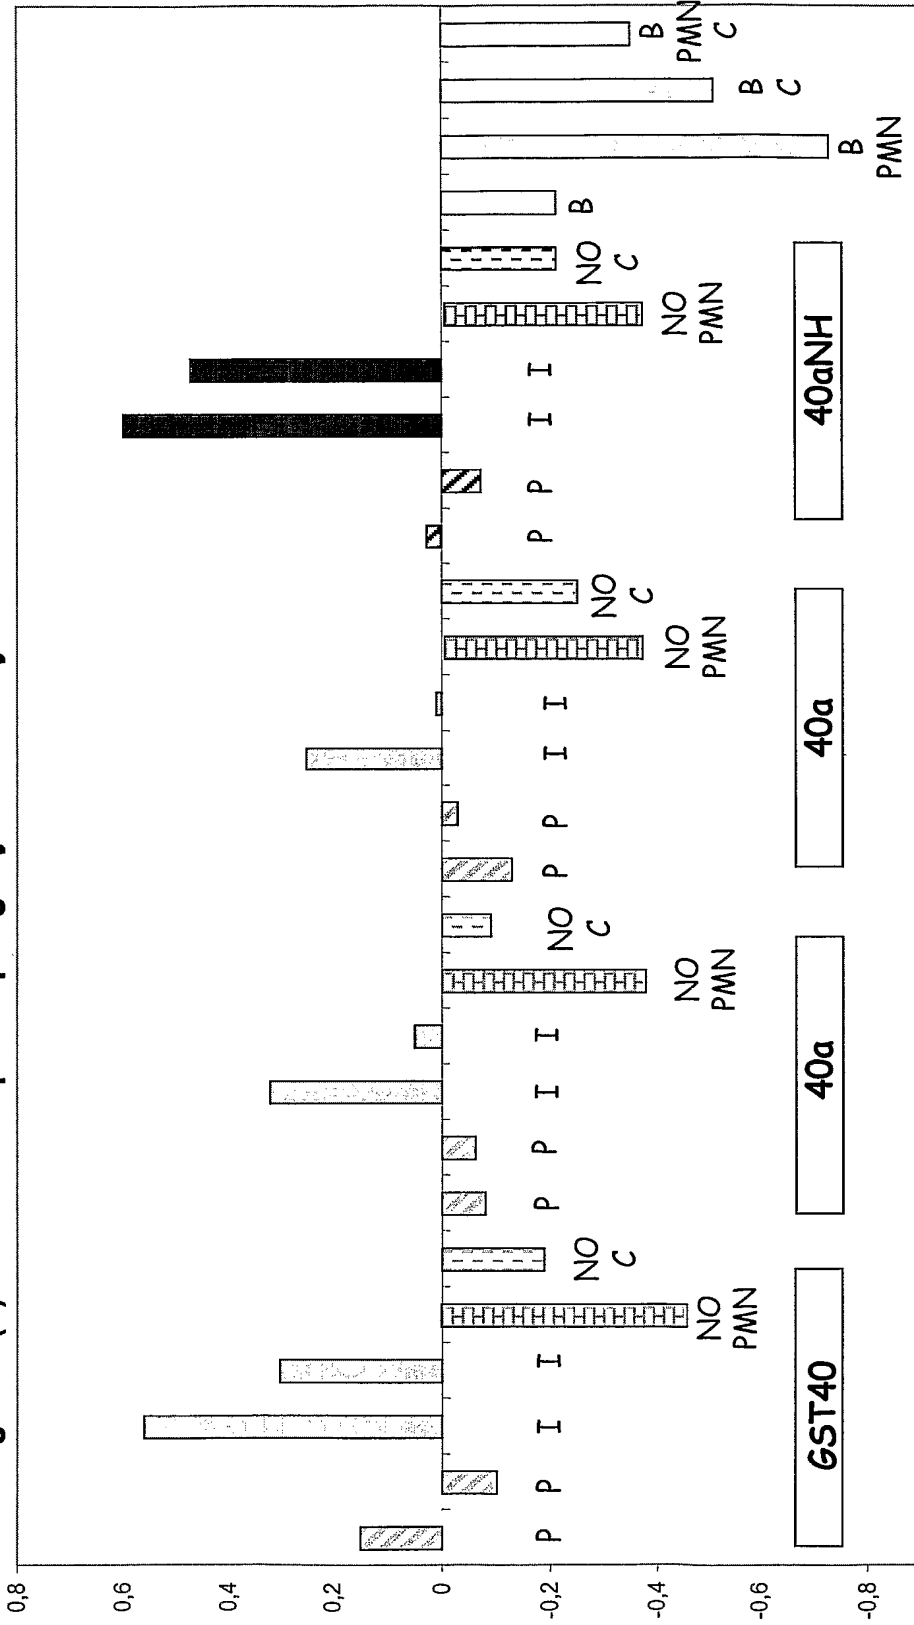 0,8
0,6
0,4
0,2
0
-0,2
-0,4
-0,6
-0,8
P
P
I
I
NO
PMN
NO
C
P
P
I
I
NO
PMN
NO
C
P
P
I
I
NO
PMN
NO
C
P
P
I
I
NO
PMN
NO
C
B
B
PMN
B
C
B
PMN
C
GST40
40a
40a
40aNH